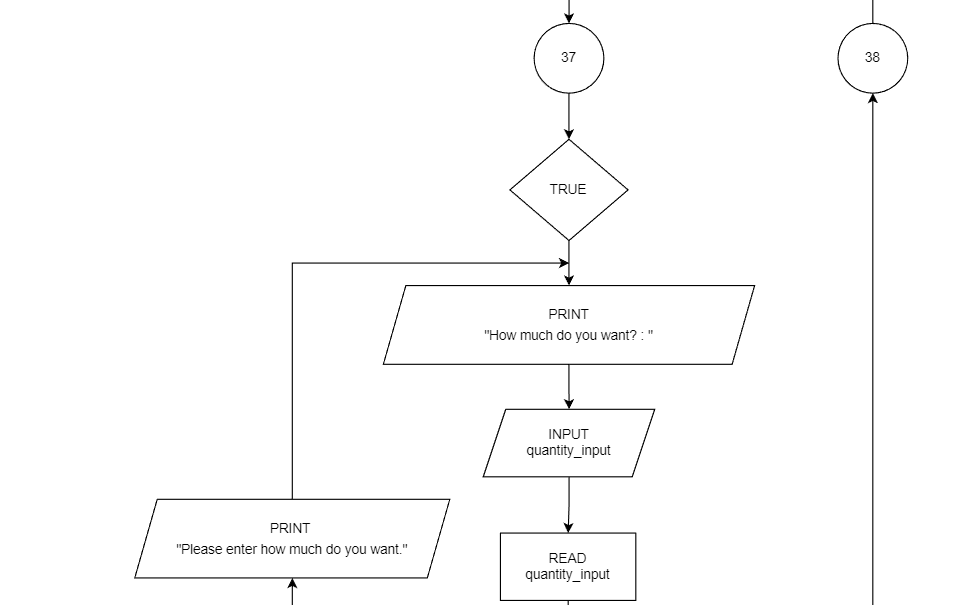 37
38
TRUE
PRINT
"How much do you want? : "
INPUT
quantity_input
PRINT
"Please enter how much do you want."
READ
quantity_input